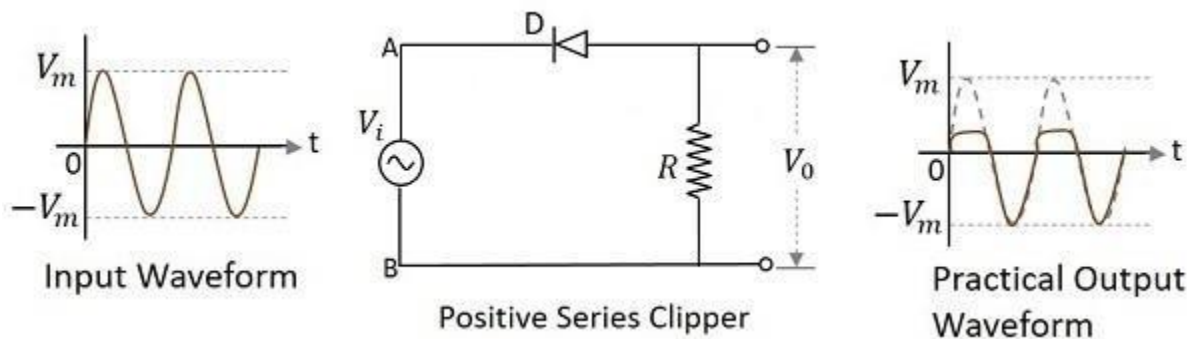 V_m
0
−V_m
t
Input Waveform
A
D
V_i
R
V_0
B
Positive Series Clipper
V_m
0
−V_m
t
Practical Output
Waveform